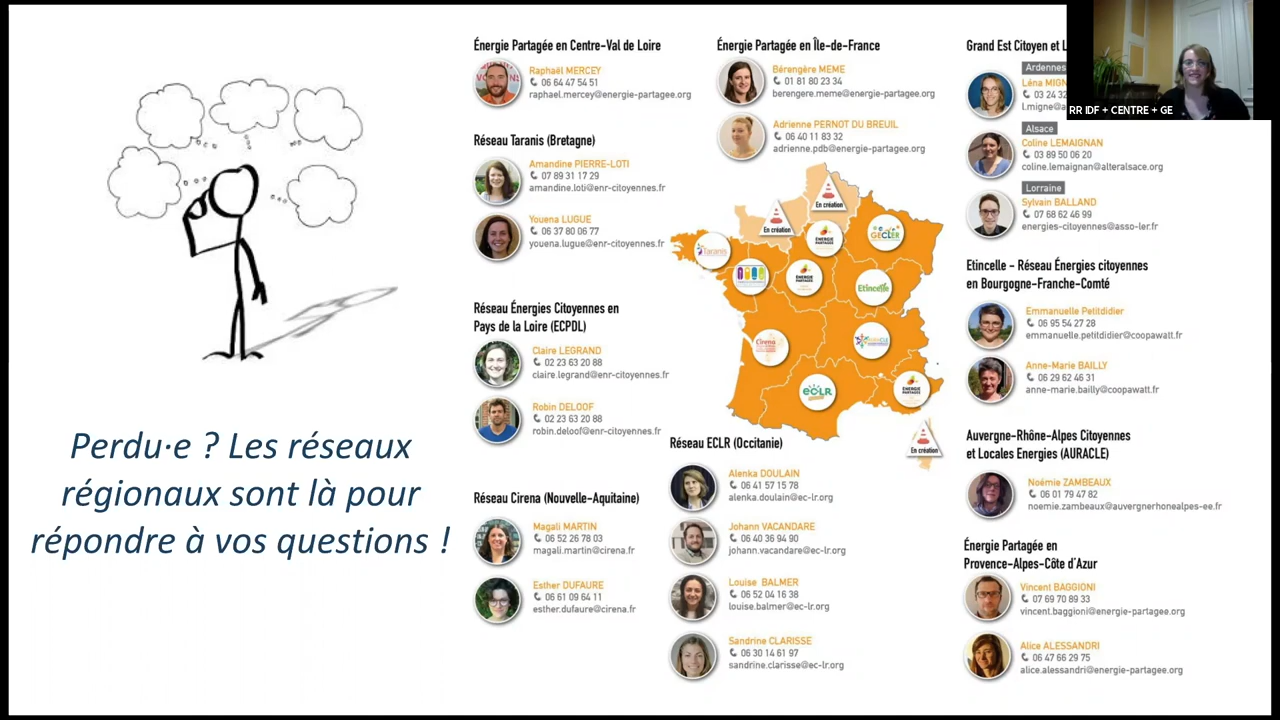 Perdu·e ? Les réseaux
régionaux sont là pour
répondre à vos questions !
Énergie Partagée en Centre-Val de Loire
Raphaël MERCEY
06 64 47 54 51
raphael.mercey@energie-partagee.org
Réseau Taranis (Bretagne)
Amandine PIERRE-LOTI
07 89 31 17 29
amandine.loti@enr-citoyennes.fr
Youena LUGUE
06 37 80 06 77
youena.lugue@enr-citoyennes.fr
Réseau Énergies Citoyennes en
Pays de la Loire (ECPDL)
Claire LEGRAND
02 23 63 20 88
claire.legrand@enr-citoyennes.fr
Robin DELOOF
02 23 63 20 88
robin.deloof@enr-citoyennes.fr
Réseau Cirena (Nouvelle-Aquitaine)
Magali MARTIN
06 52 26 78 03
magali.martin@cirena.fr
Esther DUFAURE
06 61 09 64 11
esther.dufaure@cirena.fr
Énergie Partagée en Île-de-France
Bérengère MEME
01 81 80 23 34
berengere.meme@energie-partagee.org
Adrienne PERNOT DU BREUIL
06 40 11 83 32
adrienne.pdb@energie-partagee.org
En création
En création
Taranis
ÉNERGIE
PARTAGÉE
GECLER
ÉNERGIE
PARTAGÉE
Etincelle
Cirena
ECLR
ÉNERGIE
PARTAGÉE
En création
Réseau ECLR (Occitanie)
Alenka DOULAIN
06 41 57 15 78
alenka.doulain@ec-lr.org
Johann VACANDARE
06 40 36 94 90
johann.vacandare@ec-lr.org
Louise BALMER
06 52 04 16 38
louise.balmer@ec-lr.org
Sandrine CLARISSE
06 30 14 61 97
sandrine.clarisse@ec-lr.org
Grand Est Citoyen et L
Ardennes
Léna MIGN
03 24 32
l.migne@a
RR IDF + CENTRE + GE
Alsace
Coline LEMAIGNAN
03 89 50 06 20
coline.lemaignan@alteralsace.org
Lorraine
Sylvain BALLAND
07 68 62 46 99
energies-citoyennes@asso-ler.fr
Etincelle - Réseau Énergies citoyennes
en Bourgogne-Franche-Comté
Emmanuelle Petitdidier
06 95 54 27 28
emmanuelle.petitdidier@coopawatt.fr
Anne-Marie BAILLY
06 29 62 46 31
anne-marie.bailly@coopawatt.fr
Auvergne-Rhône-Alpes Citoyennes
et Locales Energies (AURACLE)
Noémie ZAMBEAUX
06 01 79 47 82
noemie.zambeaux@auvergnerhonealpes-ee.fr
Énergie Partagée en
Provence-Alpes-Côte d'Azur
Vincent BAGGIONI
07 69 70 89 33
vincent.baggioni@energie-partagee.org
Alice ALESSANDRI
06 47 66 29 75
alice.alessandri@energie-partagee.org